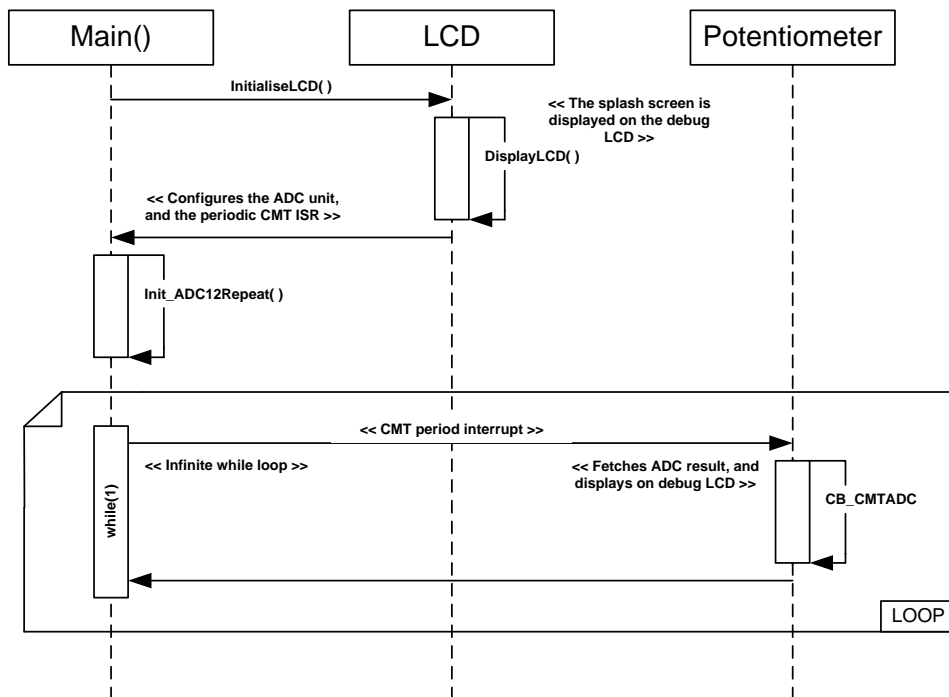 Main()
LCD
Potentiometer
InitialiseLCD( )
<< The splash screen is
displayed on the debug
LCD >>
DisplayLCD( )
<< Configures the ADC unit,
and the periodic CMT ISR >>
Init_ADC12Repeat( )
<< CMT period interrupt >>
<< Infinite while loop >>
<< Fetches ADC result, and
displays on debug LCD >>
while(1)
CB_CMTADC
LOOP